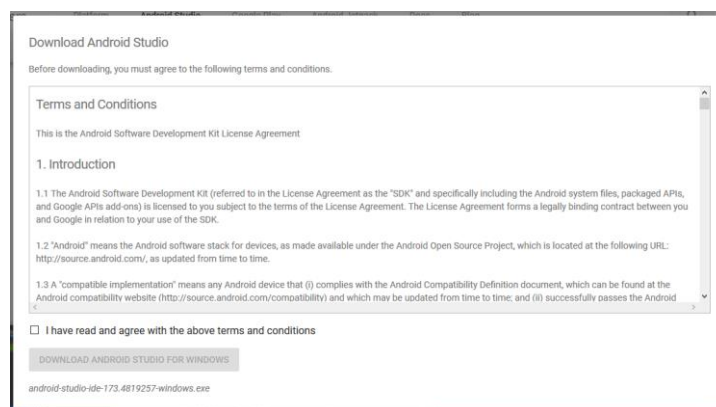 Platform Android Studio Google Play Android Jetpack Docs Blog
Download Android Studio
Before downloading, you must agree to the following terms and conditions.
Terms and Conditions
This is the Android Software Development Kit License Agreement
1. Introduction
1.1 The Android Software Development Kit (referred to in the License Agreement as the "SDK" and specifically including the Android system files, packaged APIs,
and Google APIs add-ons) is licensed to you subject to the terms of the License Agreement. The License Agreement forms a legally binding contract between you
and Google in relation to your use of the SDK.
1.2 "Android" means the Android software stack for devices, as made available under the Android Open Source Project, which is located at the following URL:
http://source.android.com/, as updated from time to time.
1.3 A "compatible implementation" means any Android device that (i) complies with the Android Compatibility Definition document, which can be found at the
Android compatibility website (http://source.android.com/compatibility) and which may be updated from time to time; and (ii) successfully passes the Android
I have read and agree with the above terms and conditions
DOWNLOAD ANDROID STUDIO FOR WINDOWS
android-studio-ide-173.4819257-windows.exe